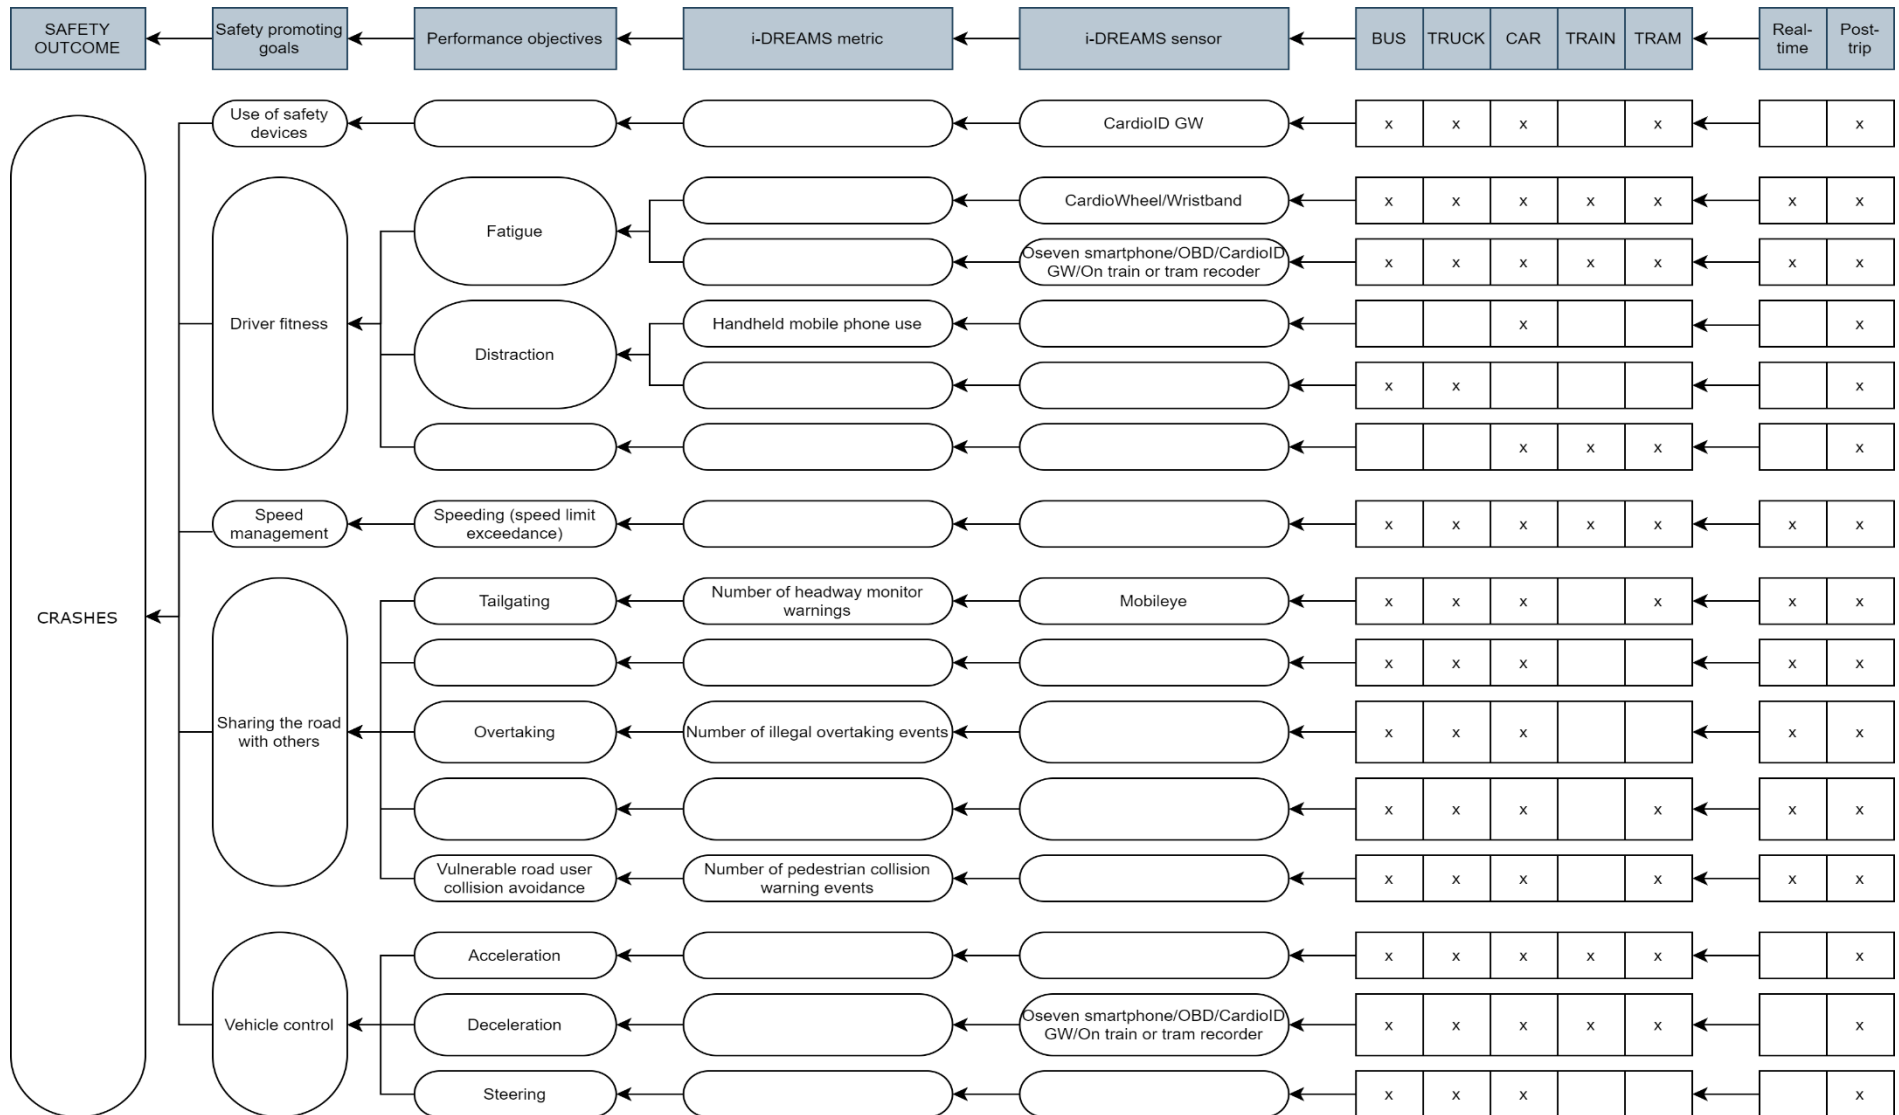 SAFETY
OUTCOME
Safety promoting
goals
Performance objectives
i-DREAMS metric
i-DREAMS sensor
BUS
TRUCK
CAR
TRAIN
TRAM
Real-
time
Post-
trip
CRASHES
Use of safety
devices
CardioID GW
x x x x x
Driver fitness
Fatigue
CardioWheel/Wristband
x x x x x x x
Oseven smartphone/OBD/CardioID
GW/On train or tram recoder
x x x x x x x
Distraction
Handheld mobile phone use
x x
x x x
x x x x
Speed
management
Speeding (speed limit
exceedance)
x x x x x x x
Sharing the road
with others
Tailgating
Number of headway monitor
warnings
Mobileye
x x x x x x
x x x x x
Overtaking
Number of illegal overtaking events
x x x x x
x x x x x x
Vulnerable road user
collision avoidance
Number of pedestrian collision
warning events
x x x x x x
Vehicle control
Acceleration
x x x x x x
Deceleration
Oseven smartphone/OBD/CardioID
GW/On train or tram recorder
x x x x x x
Steering
x x x x